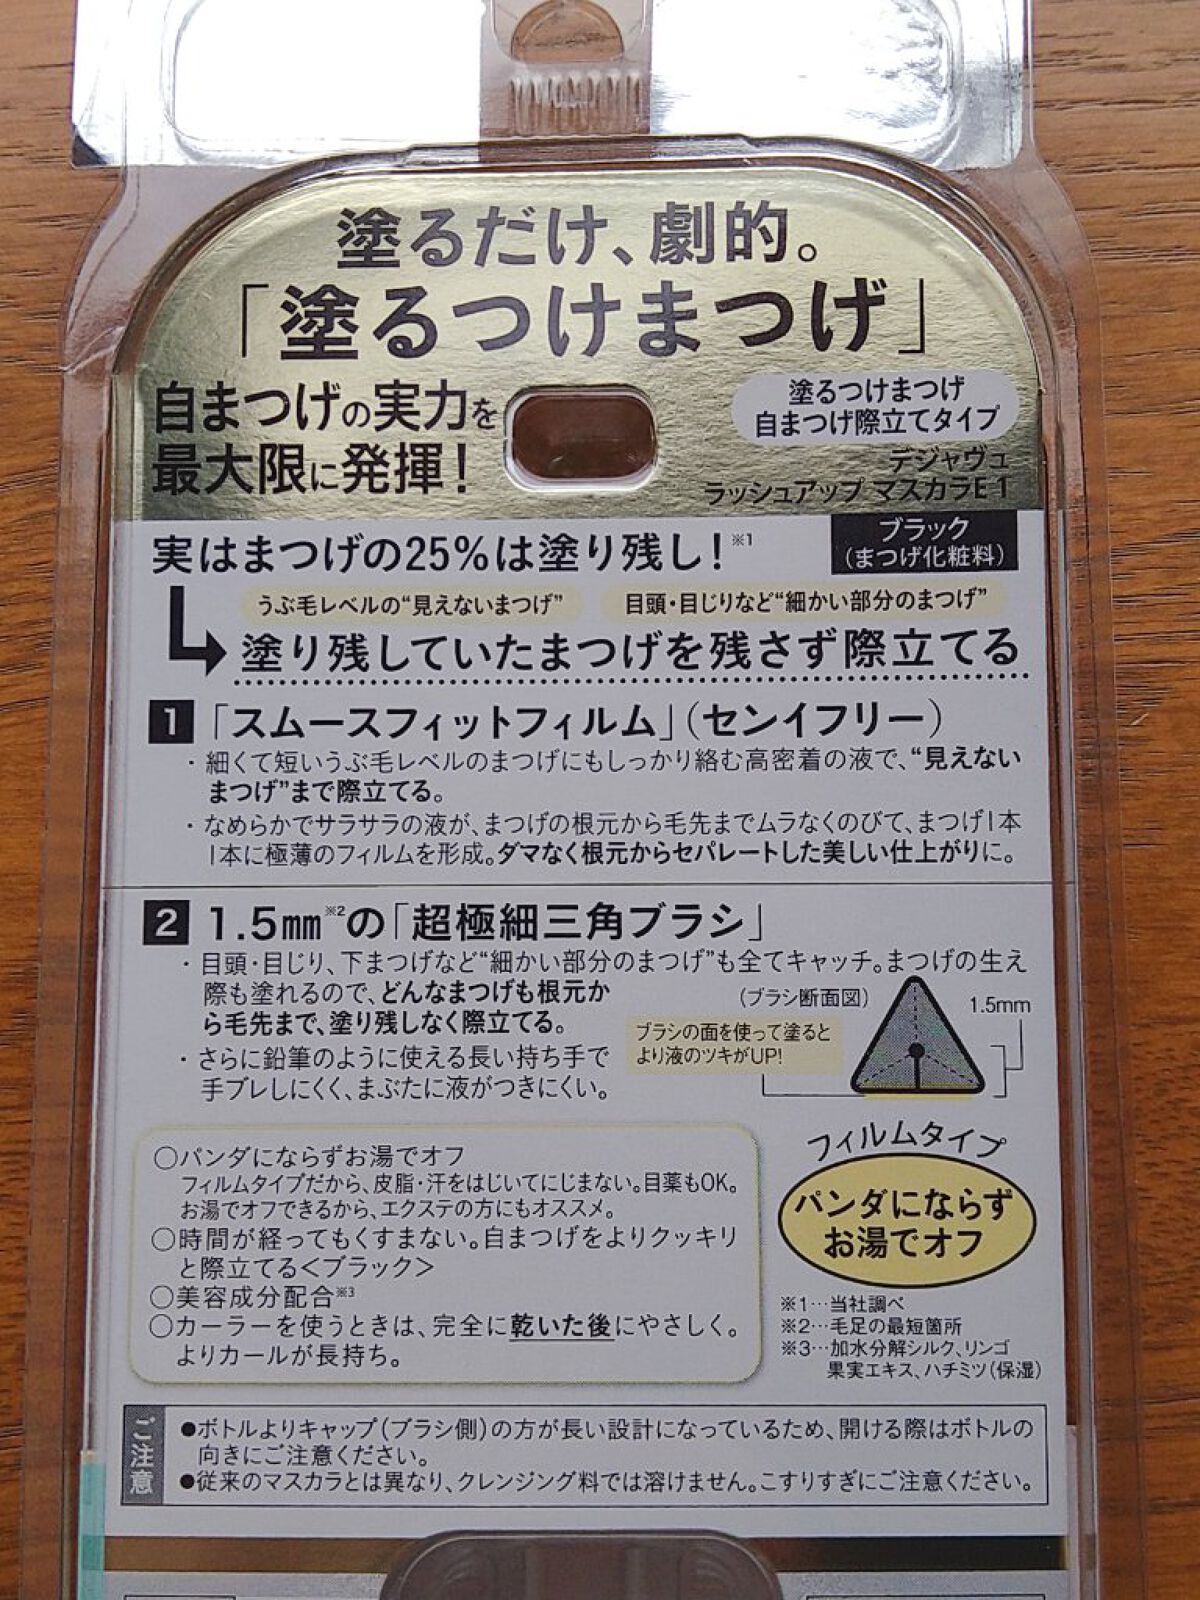 塗るだけ、劇的。
「塗るつけまつげ」
自まつげの実力を
最大限に発揮!
塗るつけまつげ
自まつげ際立てタイプ
デジャヴュ
ラッシュアップ マスカラE 1
ブラック
(まつげ化粧料)
実はまつげの25%は塗り残し!※1
うぶ毛レベルの“見えないまつげ”
目頭・目じりなど“細かい部分のまつげ”
塗り残していたまつげを残さず際立てる
1 「スムースフィットフィルム」(センイフリー)
・細くて短いうぶ毛レベルのまつげにもしっかり絡む高密着の液で、“見えない
まつげ”まで際立てる。
・なめらかでサラサラの液が、まつげの根元から毛先までムラなくのびて、まつげ1本
1本に極薄のフィルムを形成。ダマなく根元からセパレートした美しい仕上がりに。
2 1.5㎜※2の「超極細三角ブラシ」
・目頭・目じり、下まつげなど“細かい部分のまつげ”も全てキャッチ。まつげの生え
際も塗れるので、どんなまつげも根元か
ら毛先まで、塗り残しなく際立てる。
・さらに鉛筆のように使える長い持ち手で
手ブレしにくく、まぶたに液がつきにくい。
(ブラシ断面図)
1.5mm
ブラシの面を使って塗ると
より液のツキがUP!
○パンダにならずお湯でオフ
フィルムタイプだから、皮脂・汗をはじいてにじまない。目薬もOK。
お湯でオフできるから、エクステの方にもオススメ。
○時間が経ってもくすまない。自まつげをよりクッキリ
と際立てる<ブラック>
○美容成分配合※3
○カーラーを使うときは、完全に乾いた後にやさしく。
よりカールが長持ち。
フィルムタイプ
パンダにならず
お湯でオフ
※1…当社調べ
※2…毛足の最短箇所
※3…加水分解シルク、リンゴ
果実エキス、ハチミツ(保湿)
ご注意
●ボトルよりキャップ(ブラシ側)の方が長い設計になっているため、開ける際はボトルの
向きにご注意ください。
●従来のマスカラとは異なり、クレンジング料では溶けません。こすりすぎにご注意ください。